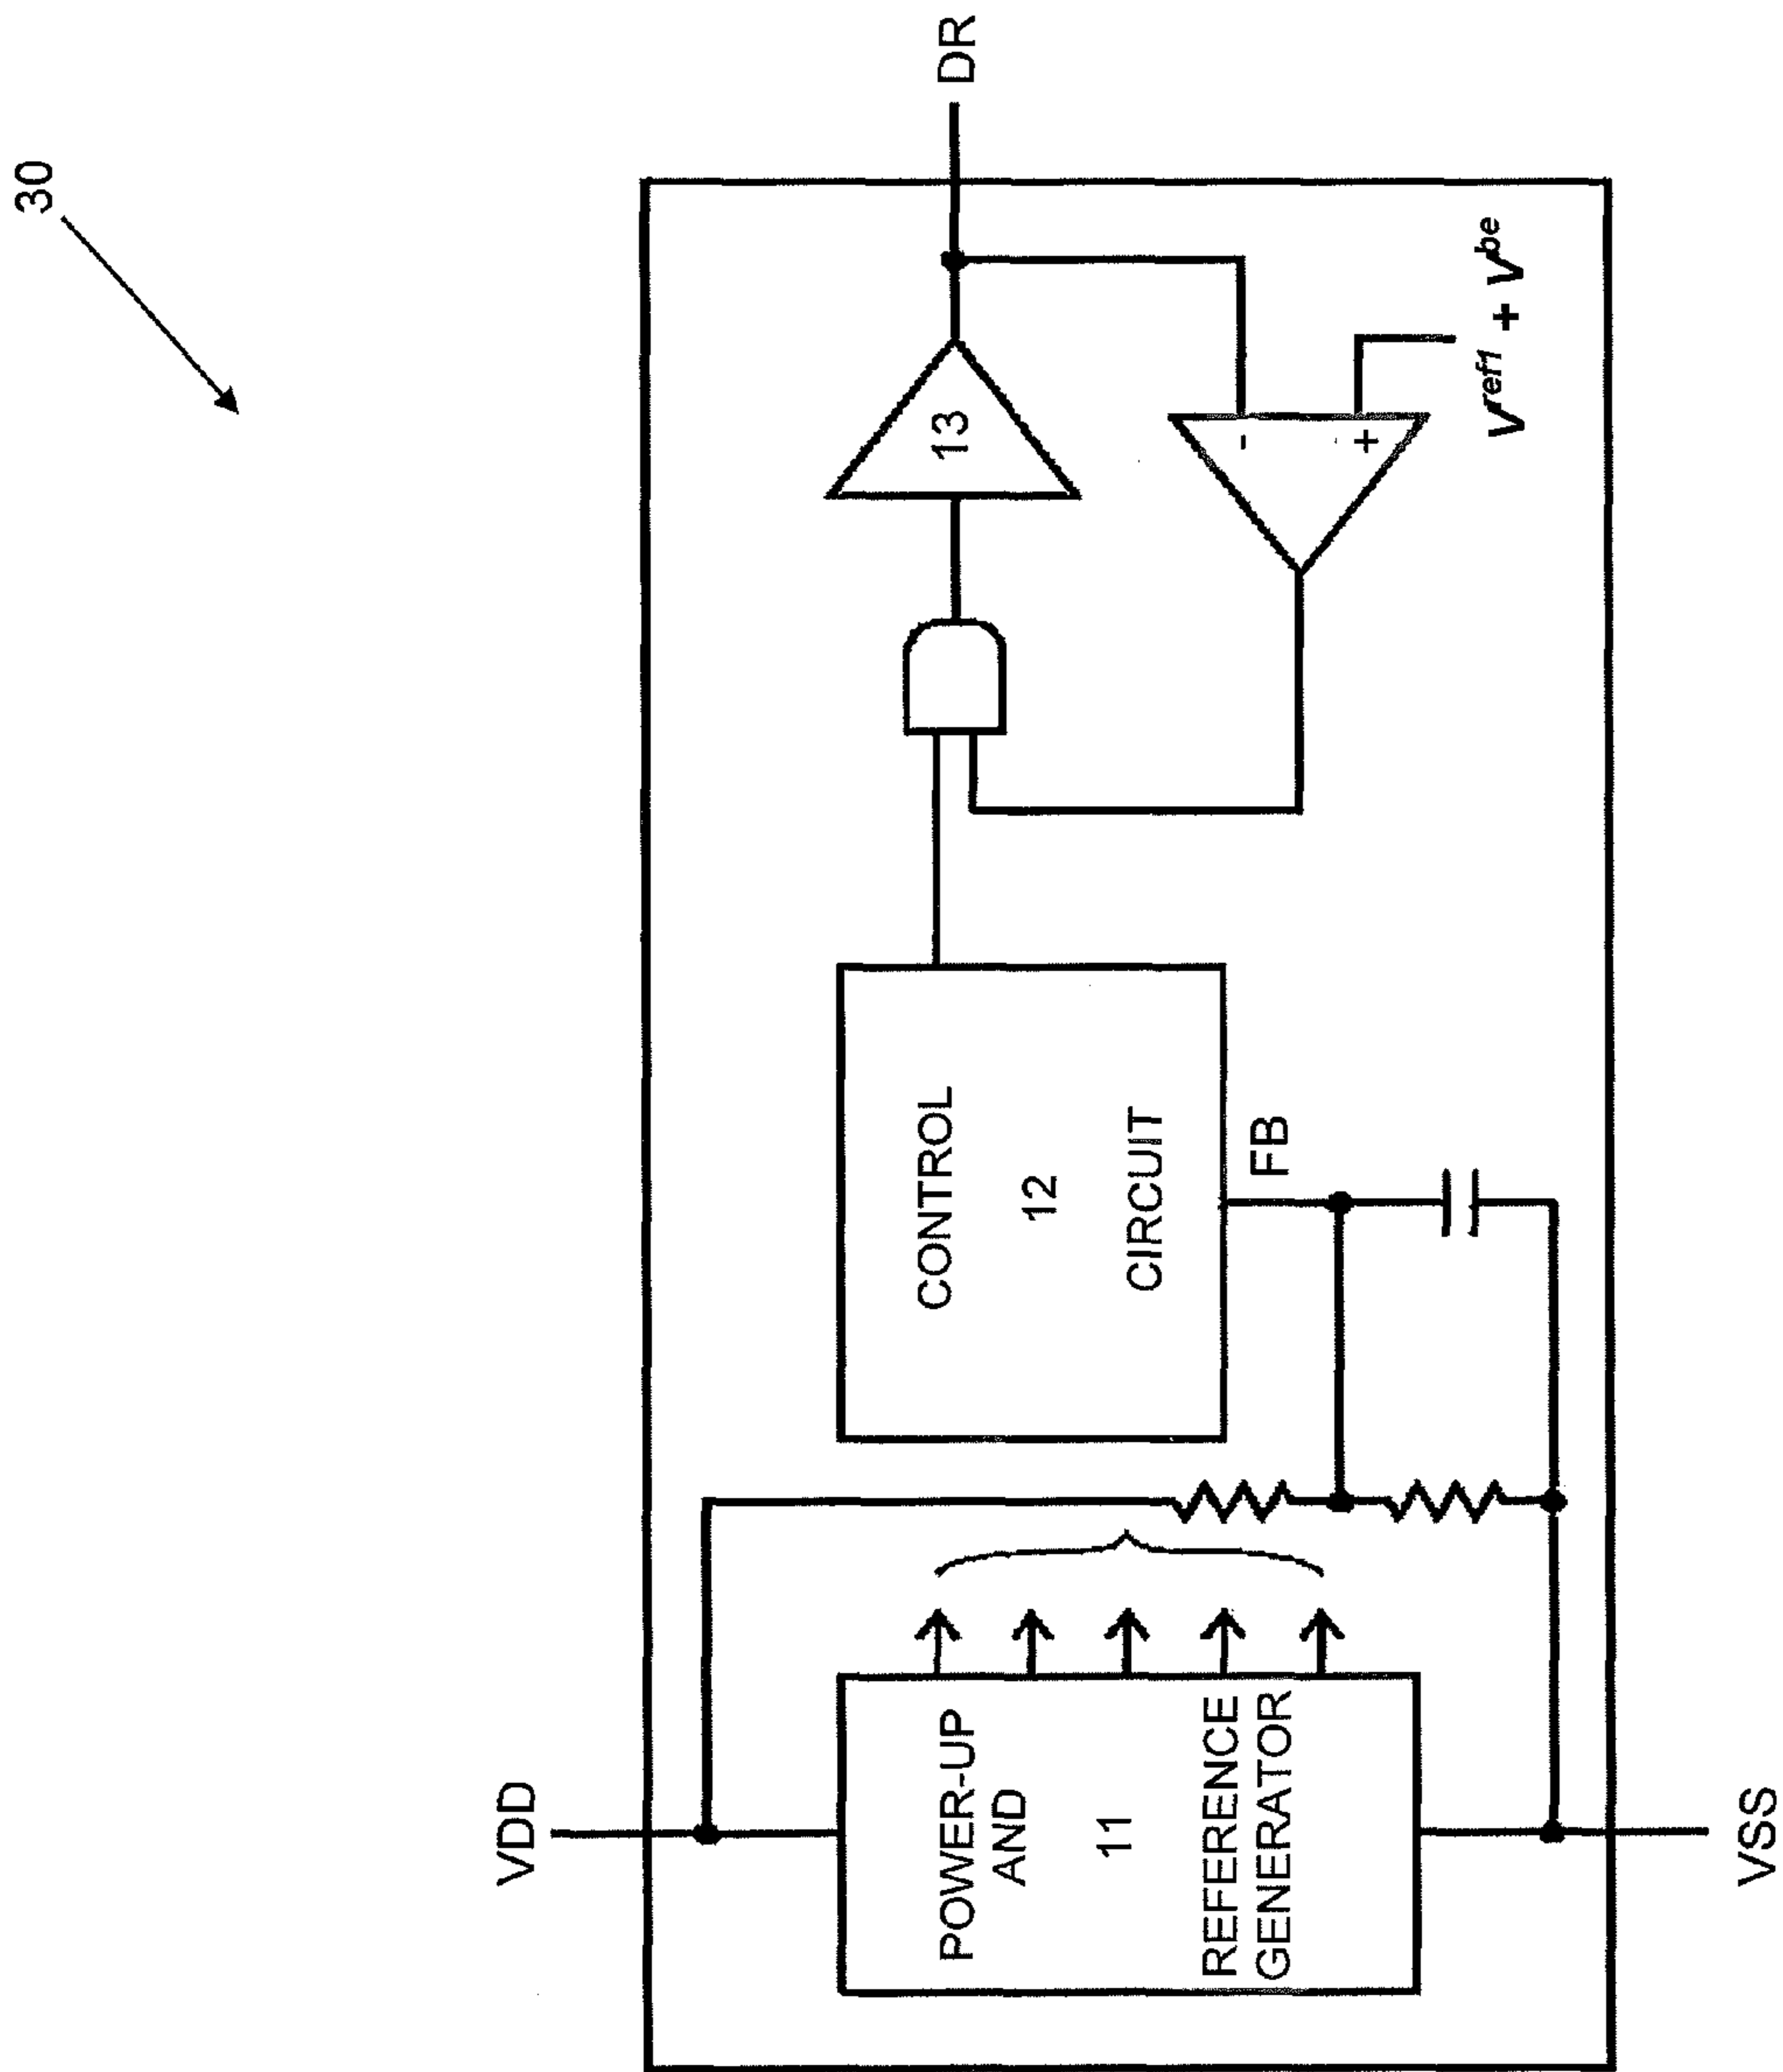 30
VDD
POWER-UP
AND
11
REFERENCE
GENERATOR
VSS
CONTROL
12
CIRCUIT
FB
13
DR
-
+
Vref1 + Vbe